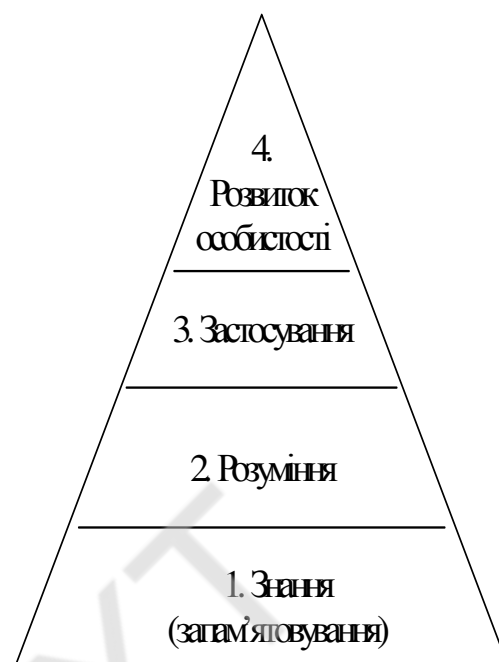 4.
Розвиток
особистості
3. Застосування
2. Розуміння
1. Знання
(запам’ятовування)